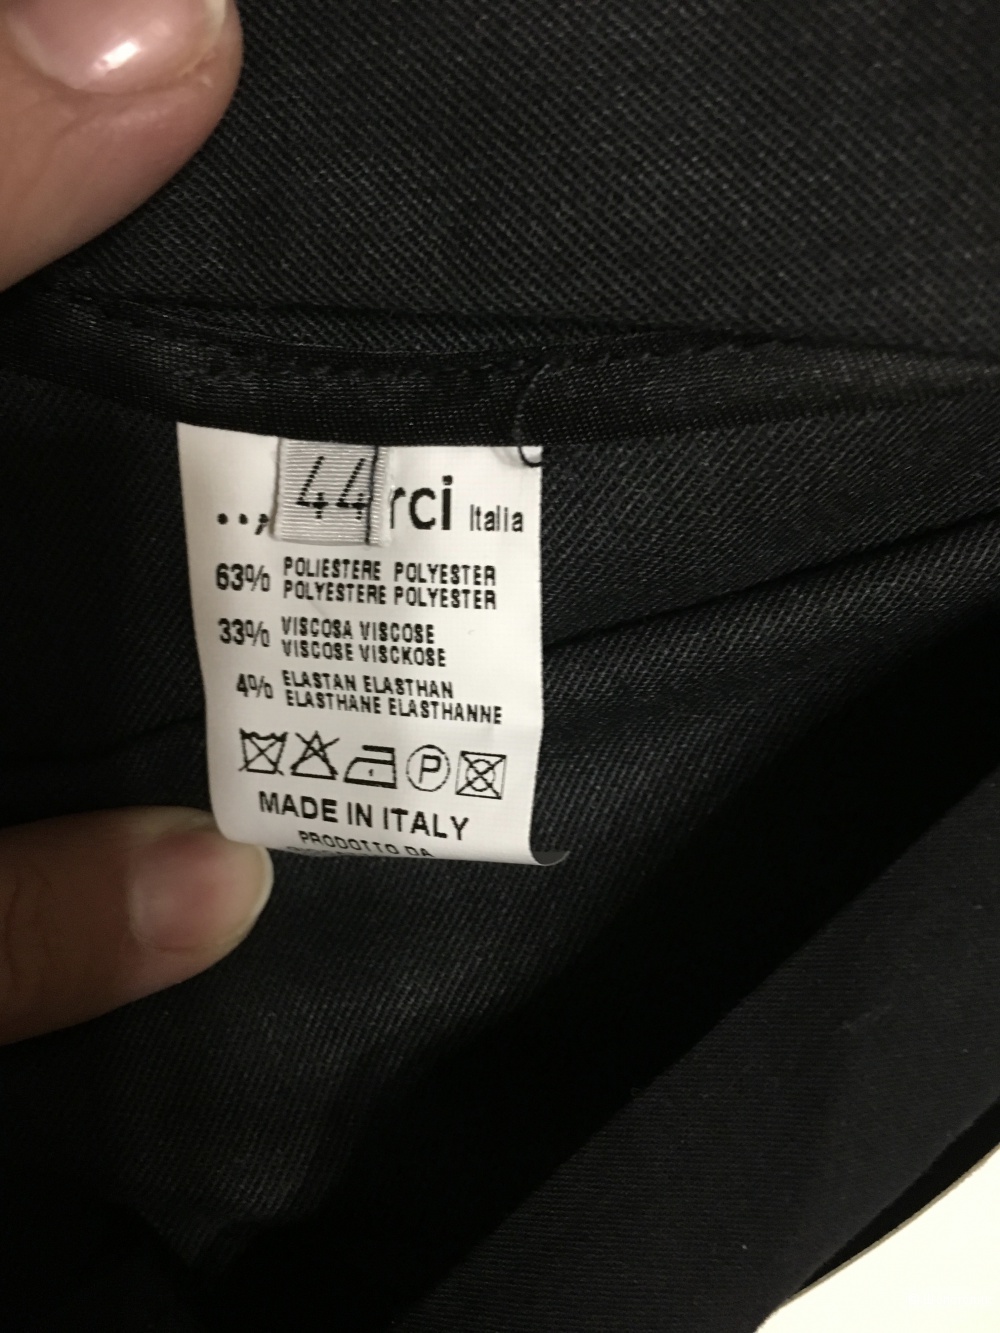 44
rci Italia
63% POLIESTERE POLYESTER
POLYESTERE POLYESTER
33% VISCOSA VISCOSE
VISCOSE VISCKOSE
4% ELASTAN ELASTHAN
ELASTHANE ELASTHANNE
P
MADE IN ITALY
PRODOTTO DA